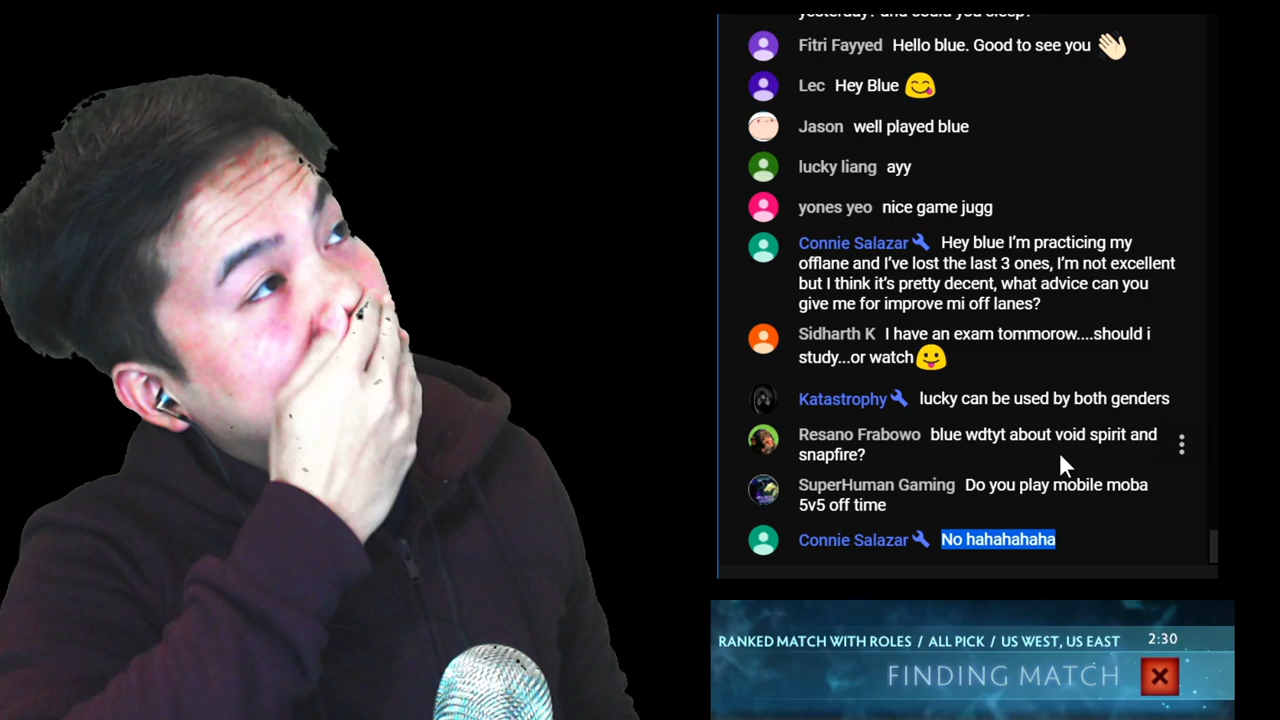 yesterday? and could you sleep?
Fitri Fayyed Hello blue. Good to see you 👋🏻
Lec Hey Blue 😋
Jason well played blue
lucky liang ayy
yones yeo nice game jugg
Connie Salazar Hey blue I'm practicing my
offlane and I've lost the last 3 ones, I'm not excellent
but I think it's pretty decent, what advice can you
give me for improve mi off lanes?
Sidharth K I have an exam tommorow....should i
study...or watch 😛
Katastrophy lucky can be used by both genders
Resano Frabowo blue wdtyt about void spirit and
snapfire?
SuperHuman Gaming Do you play mobile moba
5v5 off time
Connie Salazar No hahahahaha
RANKED MATCH WITH ROLES / ALL PICK / US WEST, US EAST 2:30
FINDING MATCH